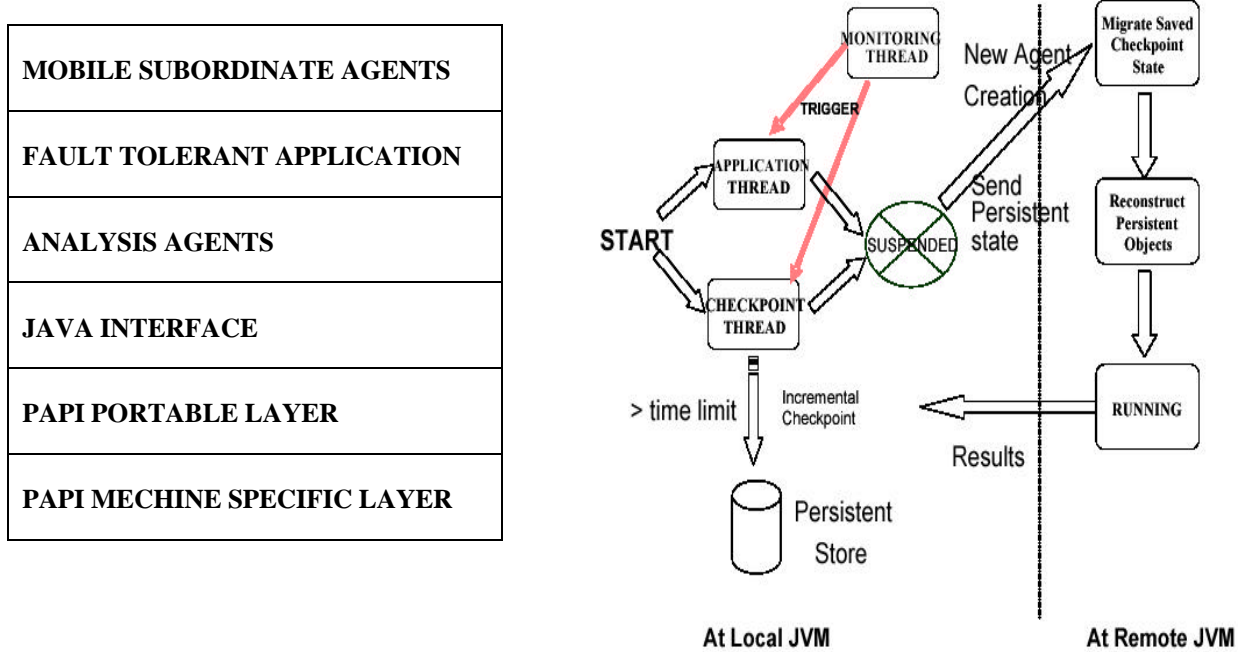 MOBILE SUBORDINATE AGENTS
FAULT TOLERANT APPLICATION
ANALYSIS AGENTS
JAVA INTERFACE
PAPI PORTABLE LAYER
PAPI MECHINE SPECIFIC LAYER
MONITORING
THREAD
TRIGGER
APPLICATION
THREAD
START
CHECKPOINT
THREAD
SUSPENDED
New Agent
Creation
Send
Persistent
state
> time limit
Incremental
Checkpoint
Persistent
Store
Migrate Saved
Checkpoint
State
Reconstruct
Persistent
Objects
RUNNING
Results
At Local JVM
At Remote JVM